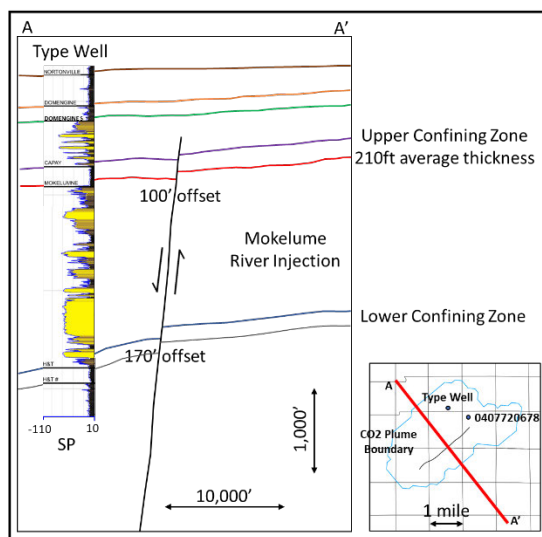 A
A'
Type Well
NORTONVILLE
DOMENGINE
DOMENGINES
CAPAY
MOKELUMNE
Upper Confining Zone
210ft average thickness
100' offset
Mokelume
River Injection
Lower Confining Zone
170' offset
H&T
H&T #
-110
10
SP
1,000'
10,000'
A
Type Well
0407720678
CO2 Plume
Boundary
A'
1 mile